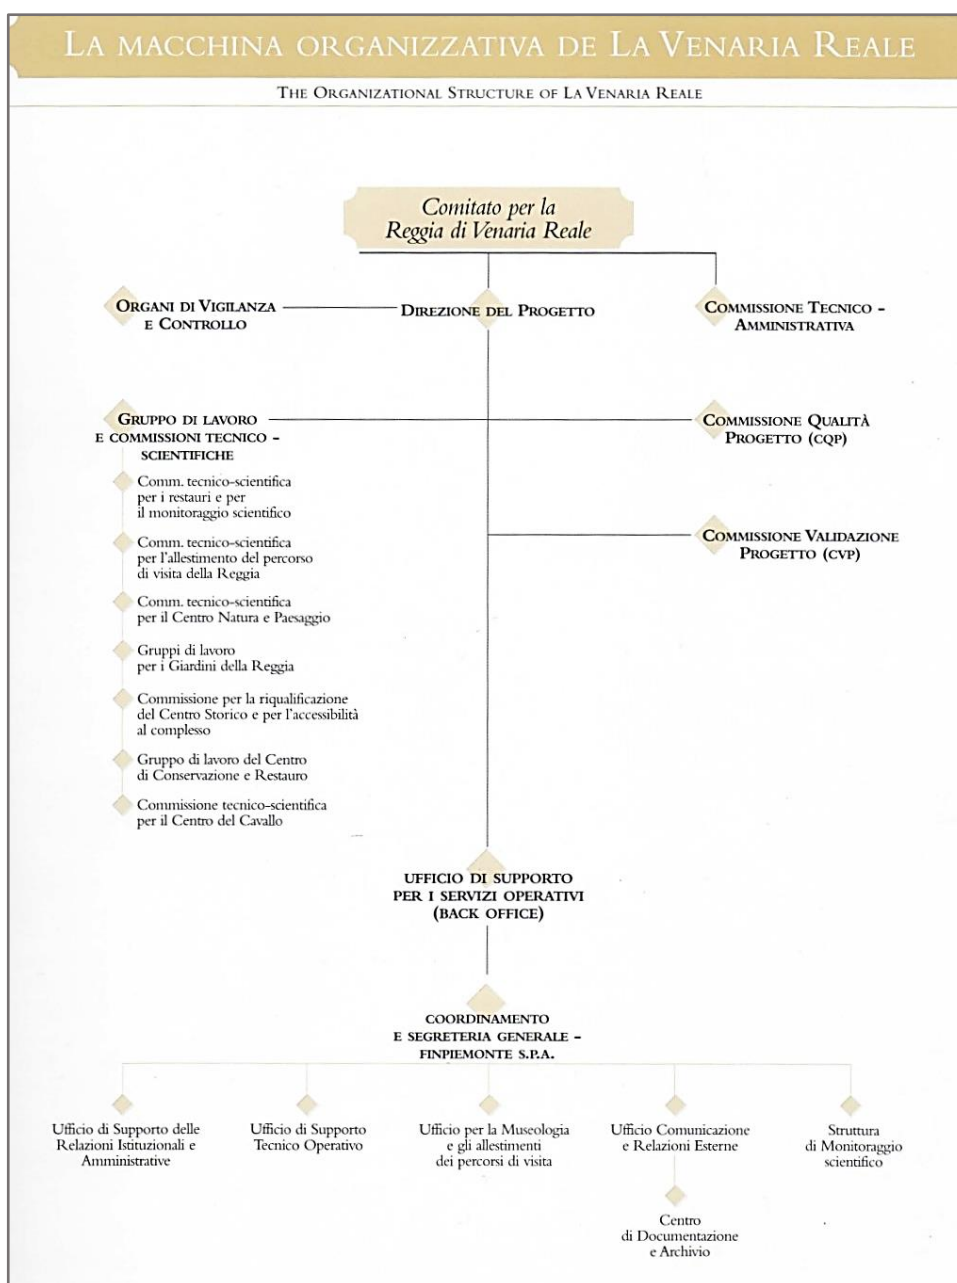 LA MACCHINA ORGANIZZATIVA DE LA VENARIA REALE
THE ORGANIZATIONAL STRUCTURE OF LA VENARIA REALE
Comitato per la
Reggia di Venaria Reale
ORGANI DI VIGILANZA
E CONTROLLO
DIREZIONE DEL PROGETTO
COMMISSIONE TECNICO -
AMMINISTRATIVA
GRUPPO DI LAVORO
E COMMISSIONI TECNICO -
SCIENTIFICHE
COMMISSIONE QUALITÀ
PROGETTO (CQP)
Comm. tecnico-scientifica
per i restauri e per
il monitoraggio scientifico
COMMISSIONE VALIDAZIONE
PROGETTO (CVP)
Comm. tecnico-scientifica
per l'allestimento del percorso
di visita della Reggia
Comm. tecnico-scientifica
per il Centro Natura e Paesaggio
Gruppi di lavoro
per i Giardini della Reggia
Commissione per la riqualificazione
del Centro Storico e per l'accessibilità
al complesso
Gruppo di lavoro del Centro
di Conservazione e Restauro
Commissione tecnico-scientifica
per il Centro del Cavallo
UFFICIO DI SUPPORTO
PER I SERVIZI OPERATIVI
(BACK OFFICE)
COORDINAMENTO
E SEGRETERIA GENERALE -
FINPIEMONTE S.P.A.
Ufficio di Supporto delle
Relazioni Istituzionali e
Amministrative
Ufficio di Supporto
Tecnico Operativo
Ufficio per la Museologia
e gli allestimenti
dei percorsi di visita
Ufficio Comunicazione
e Relazioni Esterne
Struttura
di Monitoraggio
scientifico
Centro
di Documentazione
e Archivio